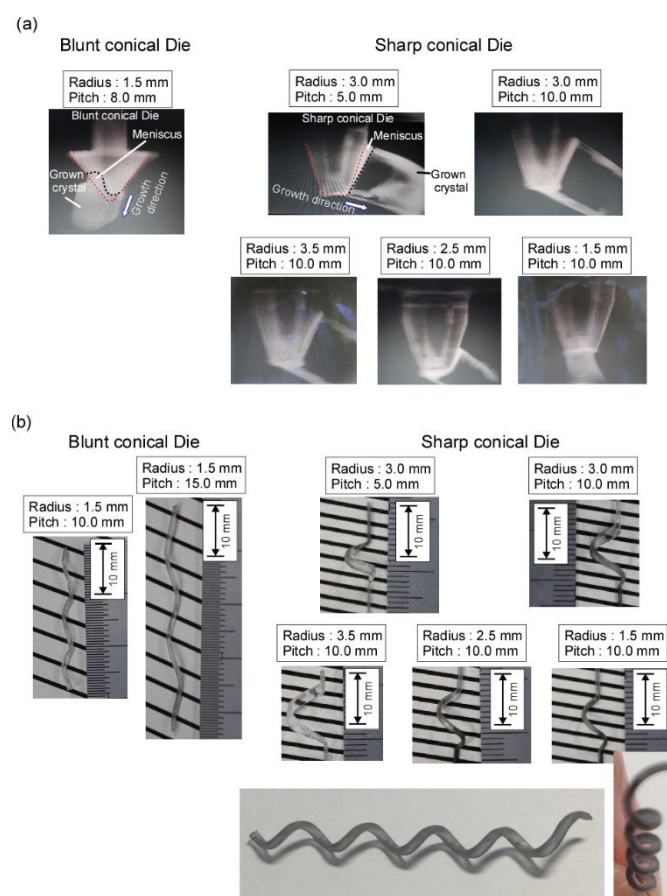 (a)
Blunt conical Die
Sharp conical Die
Radius : 1.5 mm
Pitch : 8.0 mm
Blunt conical Die
Meniscus
Grown
crystal
Growth
direction
Radius : 3.0 mm
Pitch : 5.0 mm
Sharp conical Die
Meniscus
Grown
crystal
Growth direction
Radius : 3.0 mm
Pitch : 10.0 mm
Radius : 3.5 mm
Pitch : 10.0 mm
Radius : 2.5 mm
Pitch : 10.0 mm
Radius : 1.5 mm
Pitch : 10.0 mm
(b)
Blunt conical Die
Sharp conical Die
Radius : 1.5 mm
Pitch : 10.0 mm
10 mm
Radius : 1.5 mm
Pitch : 15.0 mm
10 mm
Radius : 3.0 mm
Pitch : 5.0 mm
10 mm
Radius : 3.0 mm
Pitch : 10.0 mm
10 mm
Radius : 3.5 mm
Pitch : 10.0 mm
10 mm
Radius : 2.5 mm
Pitch : 10.0 mm
10 mm
Radius : 1.5 mm
Pitch : 10.0 mm
10 mm